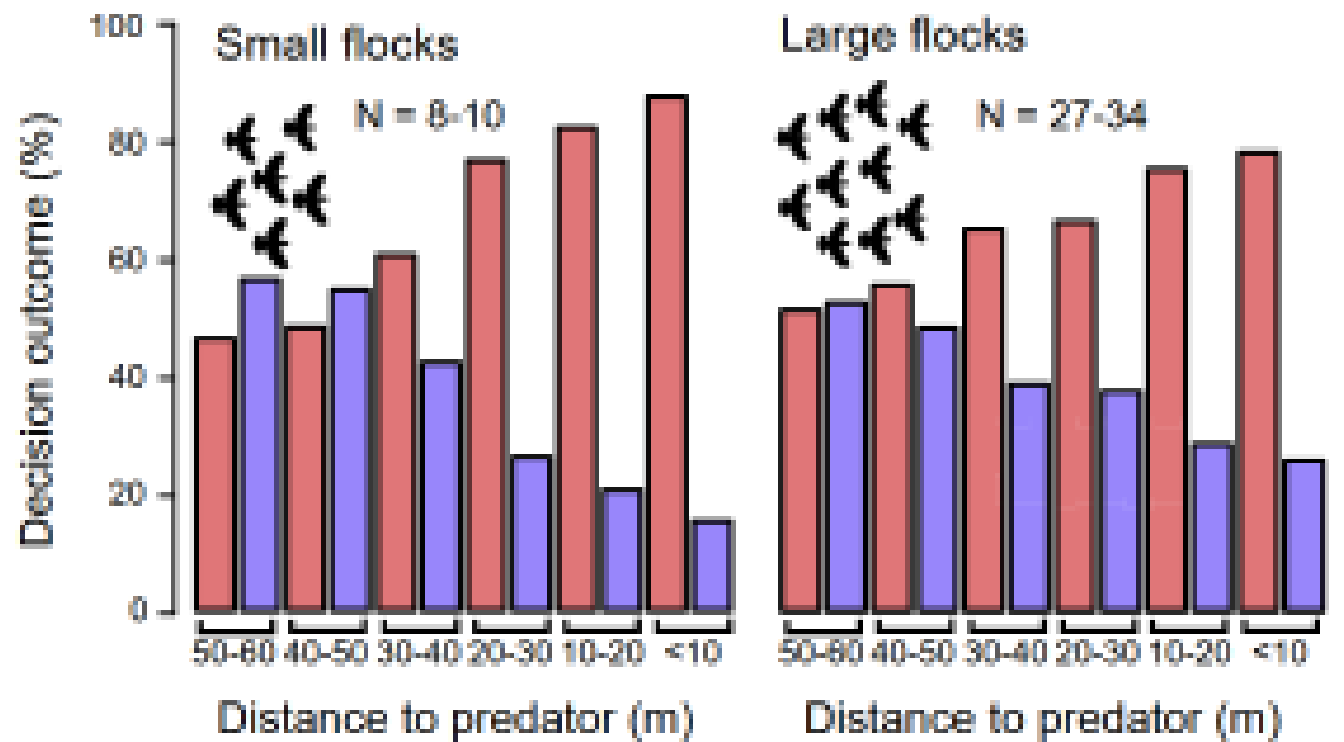 Small flocks
N = 8-10
Large flocks
N = 27-34
Decision outcome (%)
100
80
60
40
20
0
50-60 40-50 30-40 20-30 10-20 <10
50-60 40-50 30-40 20-30 10-20 <10
Distance to predator (m)
Distance to predator (m)